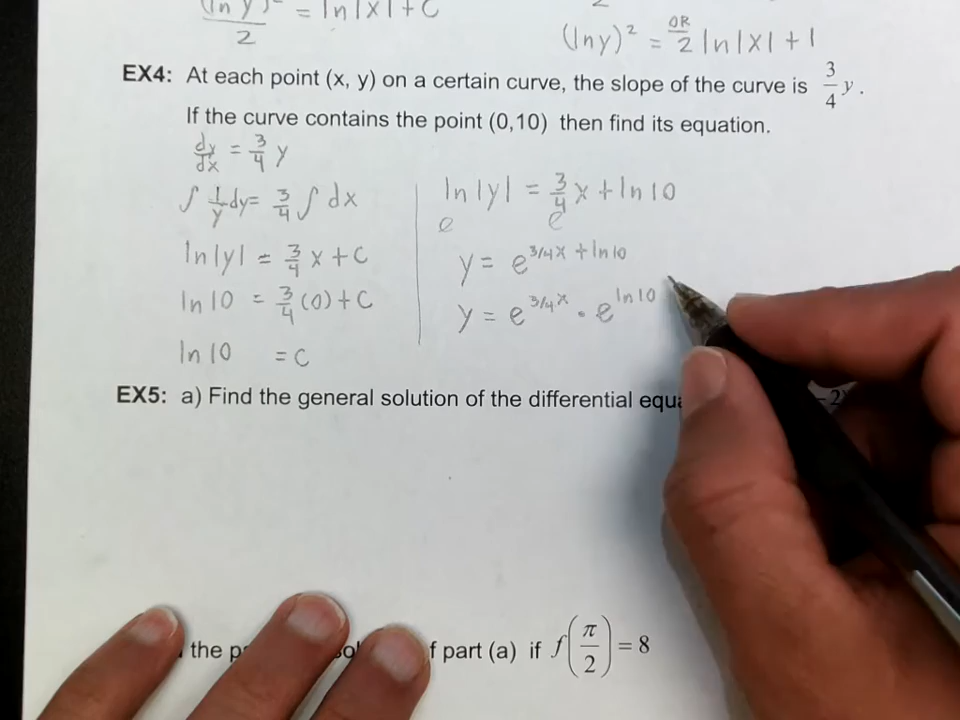 (ln y)² / 2 = ln|x| + C
OR
(ln y)² = 2 ln|x| + 1
EX4: At each point (x, y) on a certain curve, the slope of the curve is 3/4 y.
If the curve contains the point (0,10) then find its equation.
dy/dx = 3/4 y
∫ 1/y dy = 3/4 ∫ dx
ln|y| = 3/4 x + C
ln 10 = 3/4 (0) + C
ln 10 = C
ln|y| = 3/4 x + ln 10
e e
y = e^(3/4 x + ln 10)
y = e^(3/4 x) · e^(ln 10)
EX5: a) Find the general solution of the differential
the
f part (a) if f(π/2) = 8